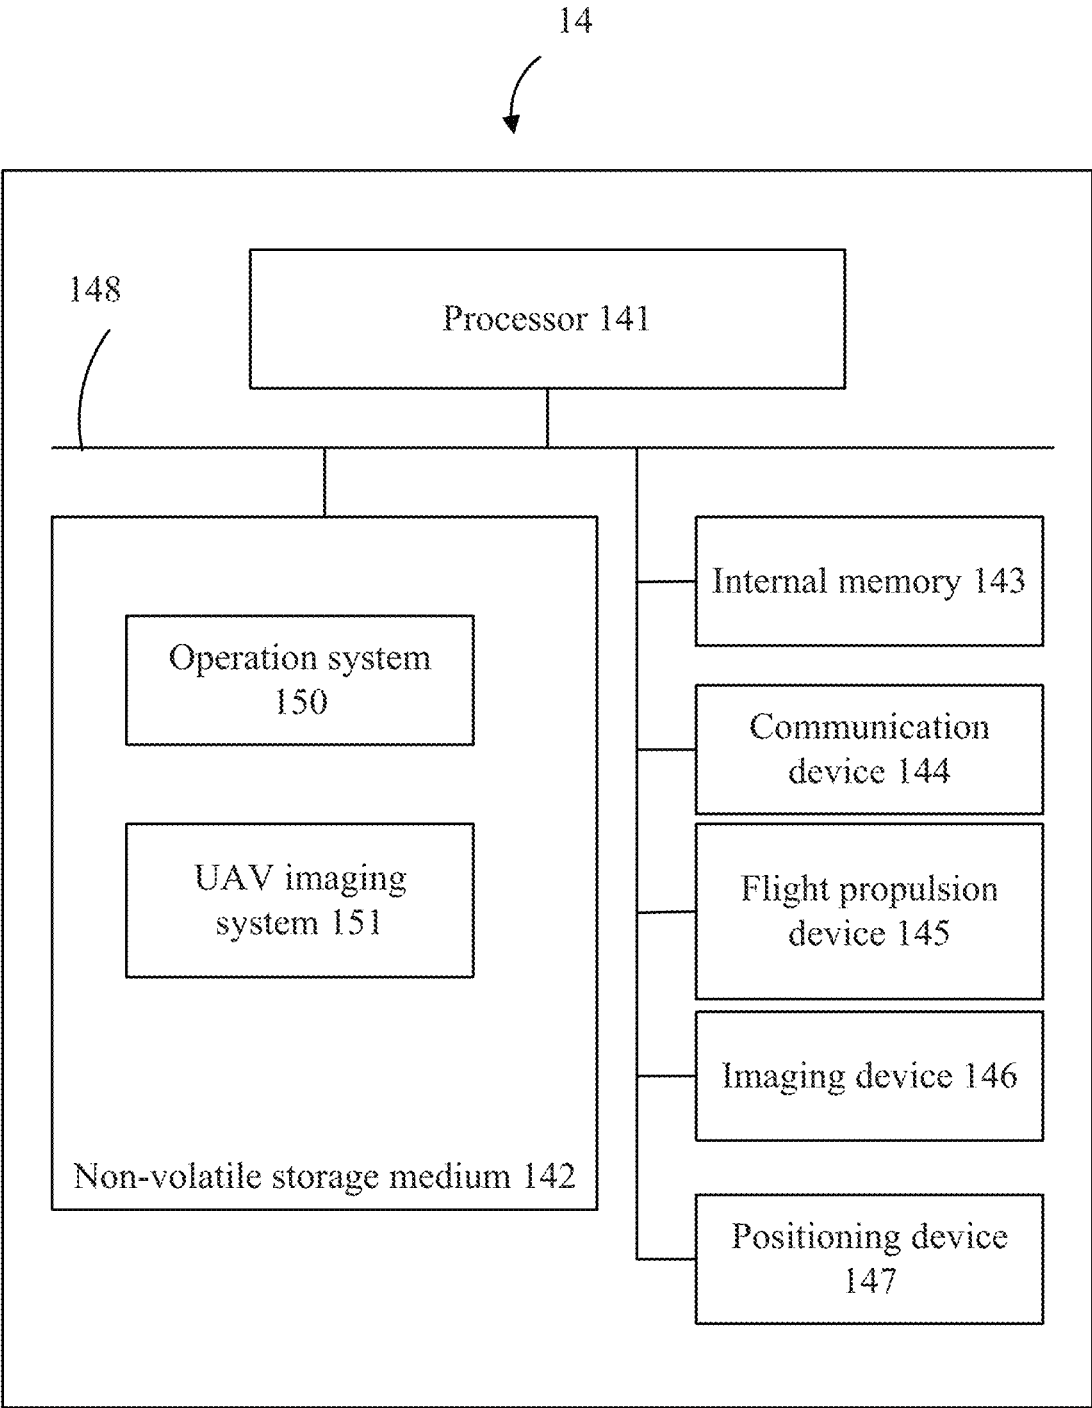 14
148
Processor 141
Operation system
150
UAV imaging
system 151
Non-volatile storage medium 142
Internal memory 143
Communication
device 144
Flight propulsion
device 145
Imaging device 146
Positioning device
147